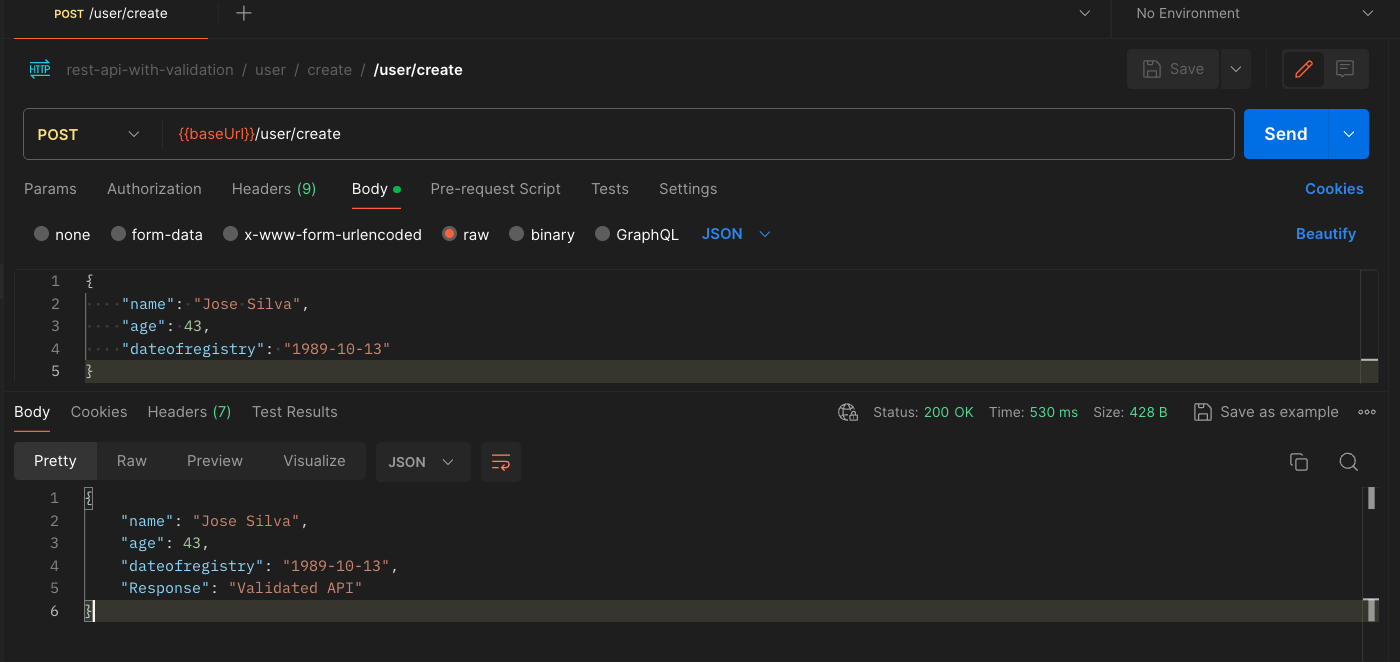 POST /user/create
No Environment
HTTP rest-api-with-validation / user / create / /user/create
Save
POST {{baseUrl}}/user/create
Send
Params Authorization Headers (9) Body Pre-request Script Tests Settings Cookies
none form-data x-www-form-urlencoded raw binary GraphQL JSON Beautify
1 {
2 "name": "Jose Silva",
3 "age": 43,
4 "dateofregistry": "1989-10-13"
5 }
Body Cookies Headers (7) Test Results Status: 200 OK Time: 530 ms Size: 428 B Save as example
Pretty Raw Preview Visualize JSON
1 {
2 "name": "Jose Silva",
3 "age": 43,
4 "dateofregistry": "1989-10-13",
5 "Response": "Validated API"
6 }